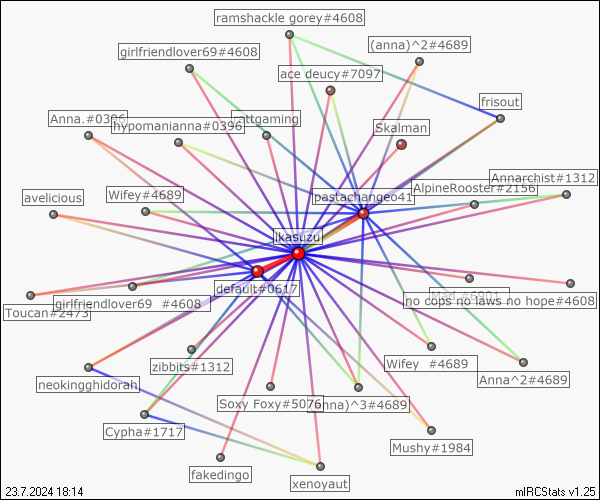 ramshackle gorey#4608
girlfriendlover69#4608
(anna)^2#4689
ace deucy#7097
frisout
Anna.#0396
attgaming
hypomanianna#0396
Skalman
Annarchist#1312
AlpineRooster#2156
avelicious
Wifey#4689
pastachangeo41
ikasuzu
default#0617
Mad #6901
no cops no laws no hope#4608
girlfriendlover69 #4608
Toucan#2473
zibbits#1312
Wifey #4689
Anna^2#4689
neokingghidorah
Soxy Foxy#5076
(anna)^3#4689
Cypha#1717
Mushy#1984
fakedingo
xenoyaut
23.7.2024 18:14
mIRCStats v1.25